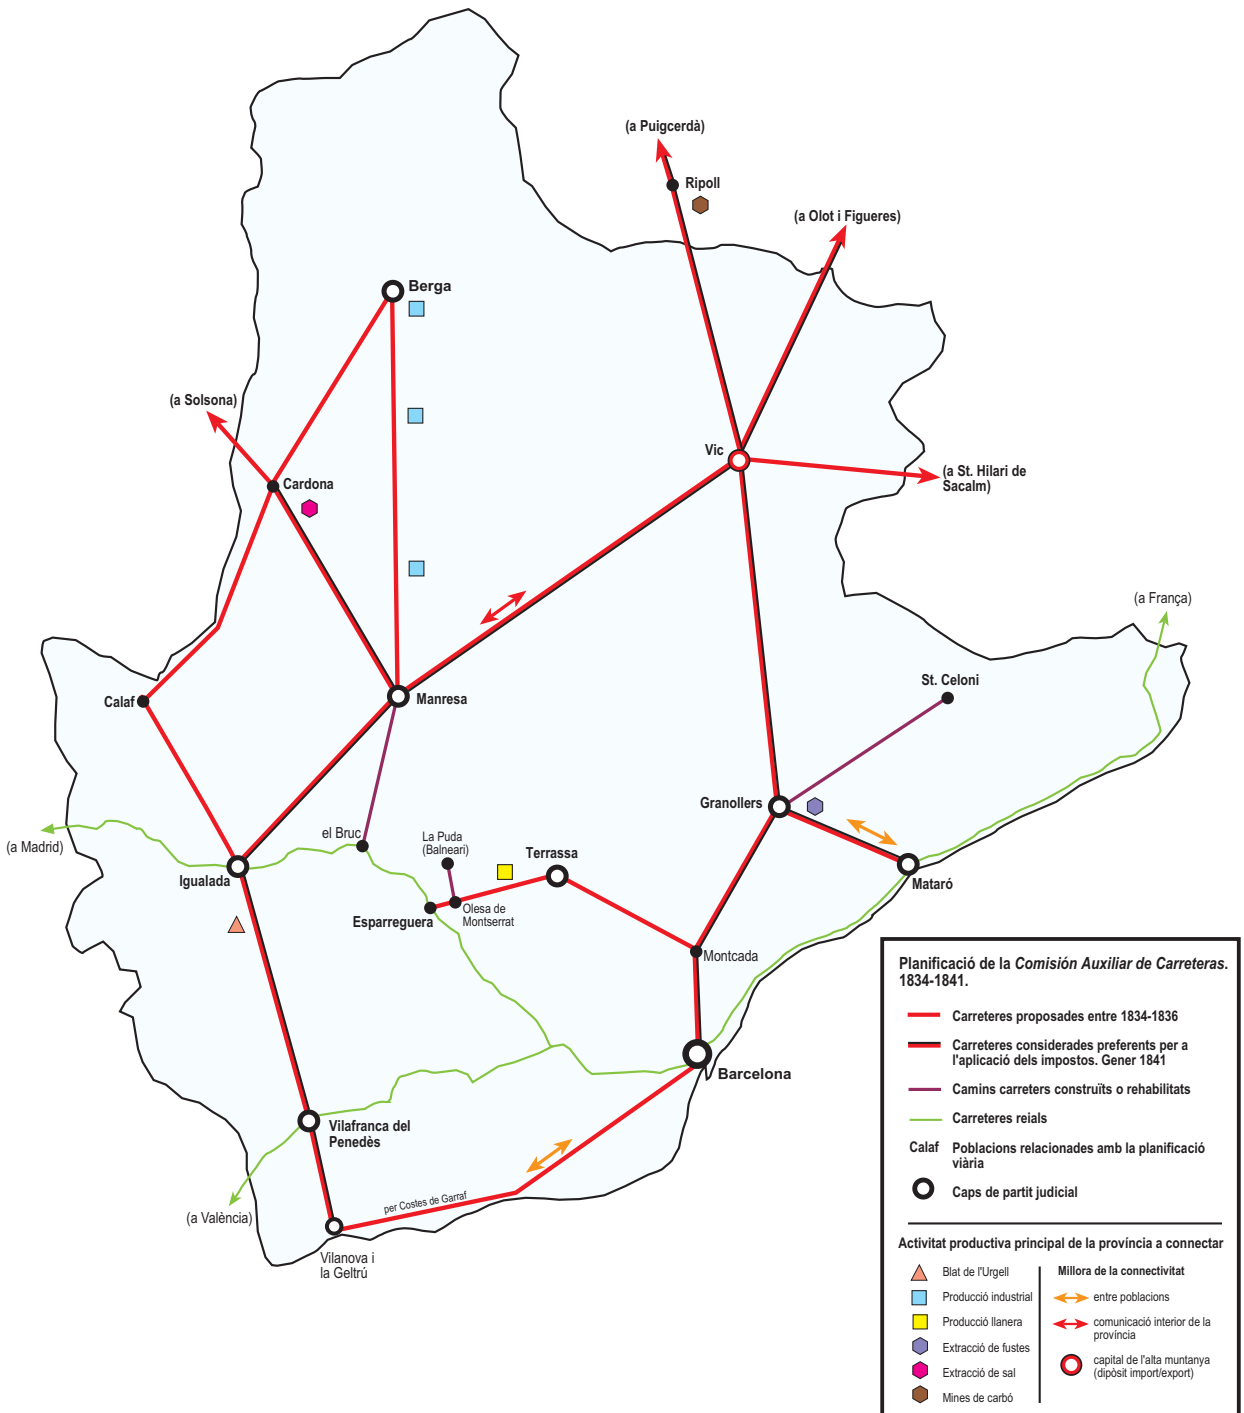 (a Puigcerdà)
Ripoll
(a Olot i Figueres)
Berga
(a Solsona)
Vic
(a St. Hilari de
Sacalm)
Cardona
(a França)
St. Celoni
Calaf
Manresa
Granollers
el Bruc
La Puda
(Balneari)
Terrassa
(a Madrid)
Igualada
Mataró
Esparreguera
Olesa de
Montserrat
Montcada
Barcelona
Vilafranca del
Penedès
per Costes de Garraf
(a València)
Vilanova i
la Geltrú
Planificació de la Comisión Auxiliar de Carreteras.
1834-1841.
Carreteres proposades entre 1834-1836
Carreteres considerades preferents per a
l'aplicació dels impostos. Gener 1841
Camins carreters construïts o rehabilitats
Carreteres reials
Calaf Poblacions relacionades amb la planificació
viària
Caps de partit judicial
Activitat productiva principal de la província a connectar
Blat de l'Urgell
Producció industrial
Producció llanera
Extracció de fustes
Extracció de sal
Mines de carbó
Millora de la connectivitat
entre poblacions
comunicació interior de la
província
capital de l'alta muntanya
(dipòsit import/export)